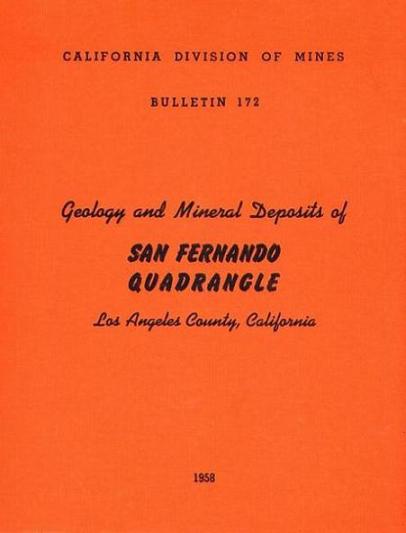 CALIFORNIA DIVISION OF MINES
BULLETIN 172
Geology and Mineral Deposits of
SAN FERNANDO
QUADRANGLE
Los Angeles County, California
1958